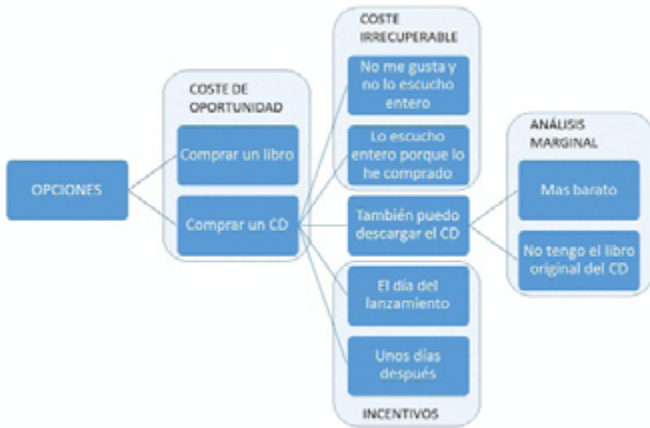 OPCIONES
COSTE DE
OPORTUNIDAD
Comprar un libro
Comprar un CD
COSTE
IRRECUPERABLE
No me gusta y
no lo escucho
entero
Lo escucho
entero porque lo
he comprado
También puedo
descargar el CD
El día del
lanzamiento
Unos días
después
INCENTIVOS
ANÁLISIS
MARGINAL
Mas barato
No tengo el libro
original del CD